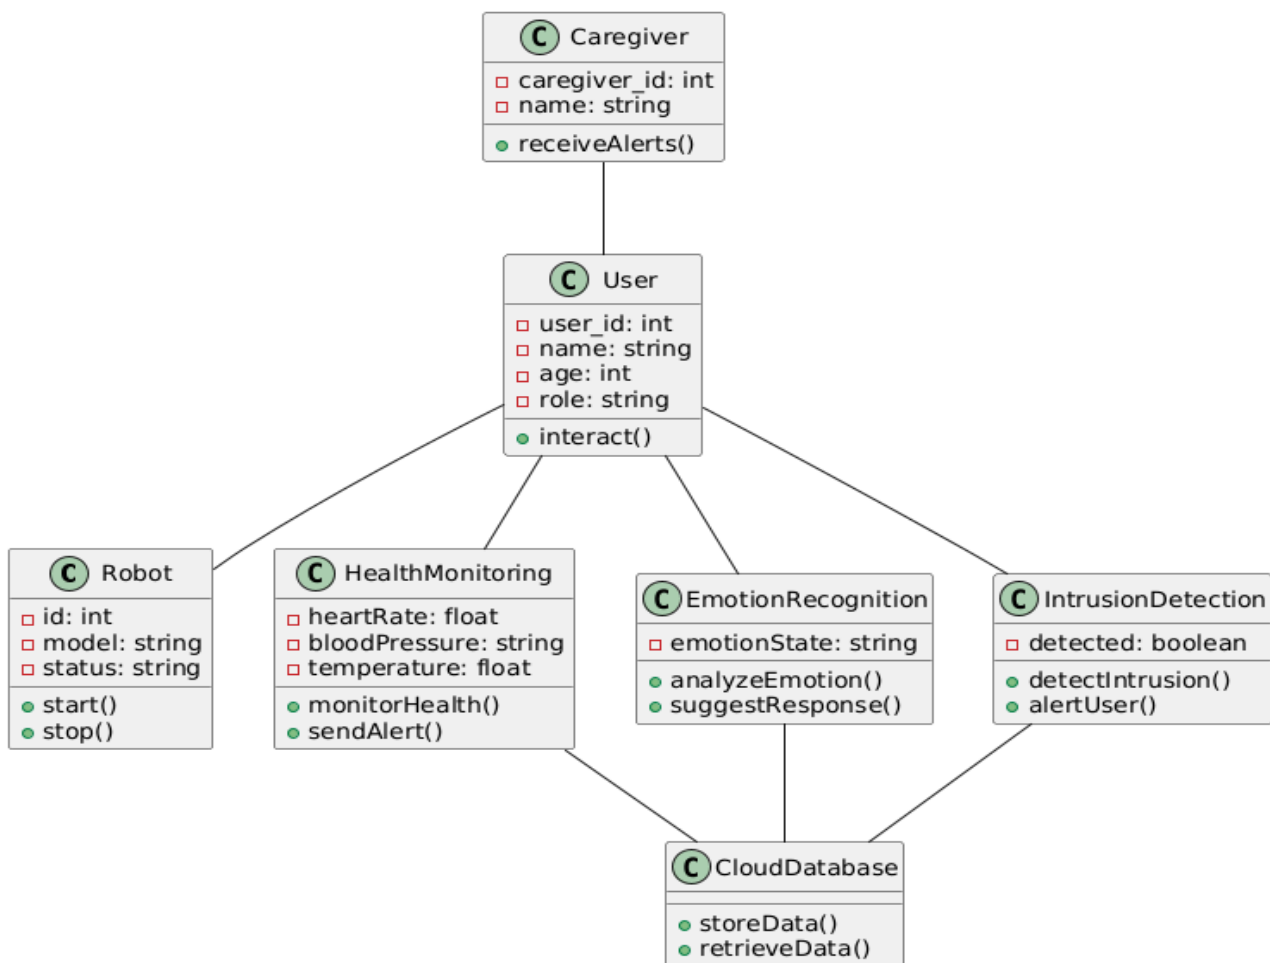 C Caregiver
caregiver_id: int
name: string
receiveAlerts()
C User
user_id: int
name: string
age: int
role: string
interact()
C Robot
id: int
model: string
status: string
start()
stop()
C HealthMonitoring
heartRate: float
bloodPressure: string
temperature: float
monitorHealth()
sendAlert()
C EmotionRecognition
emotionState: string
analyzeEmotion()
suggestResponse()
C IntrusionDetection
detected: boolean
detectIntrusion()
alertUser()
C CloudDatabase
storeData()
retrieveData()